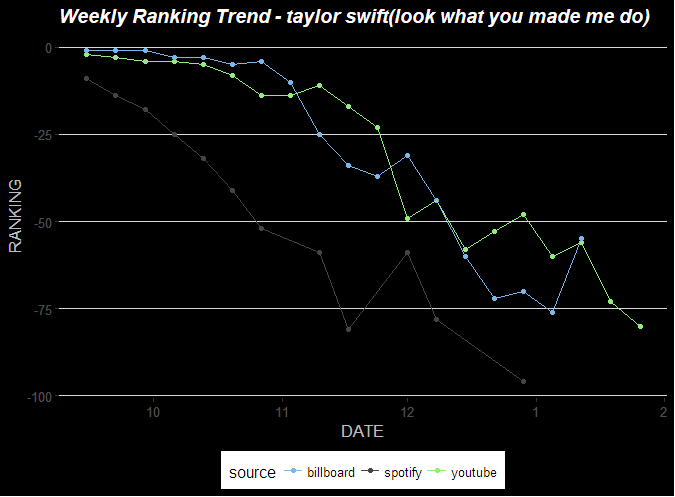 Weekly Ranking Trend - taylor swift(look what you made me do)
0
-25
-50
-75
-100
RANKING
10 11 12 1 2
DATE
source billboard spotify youtube